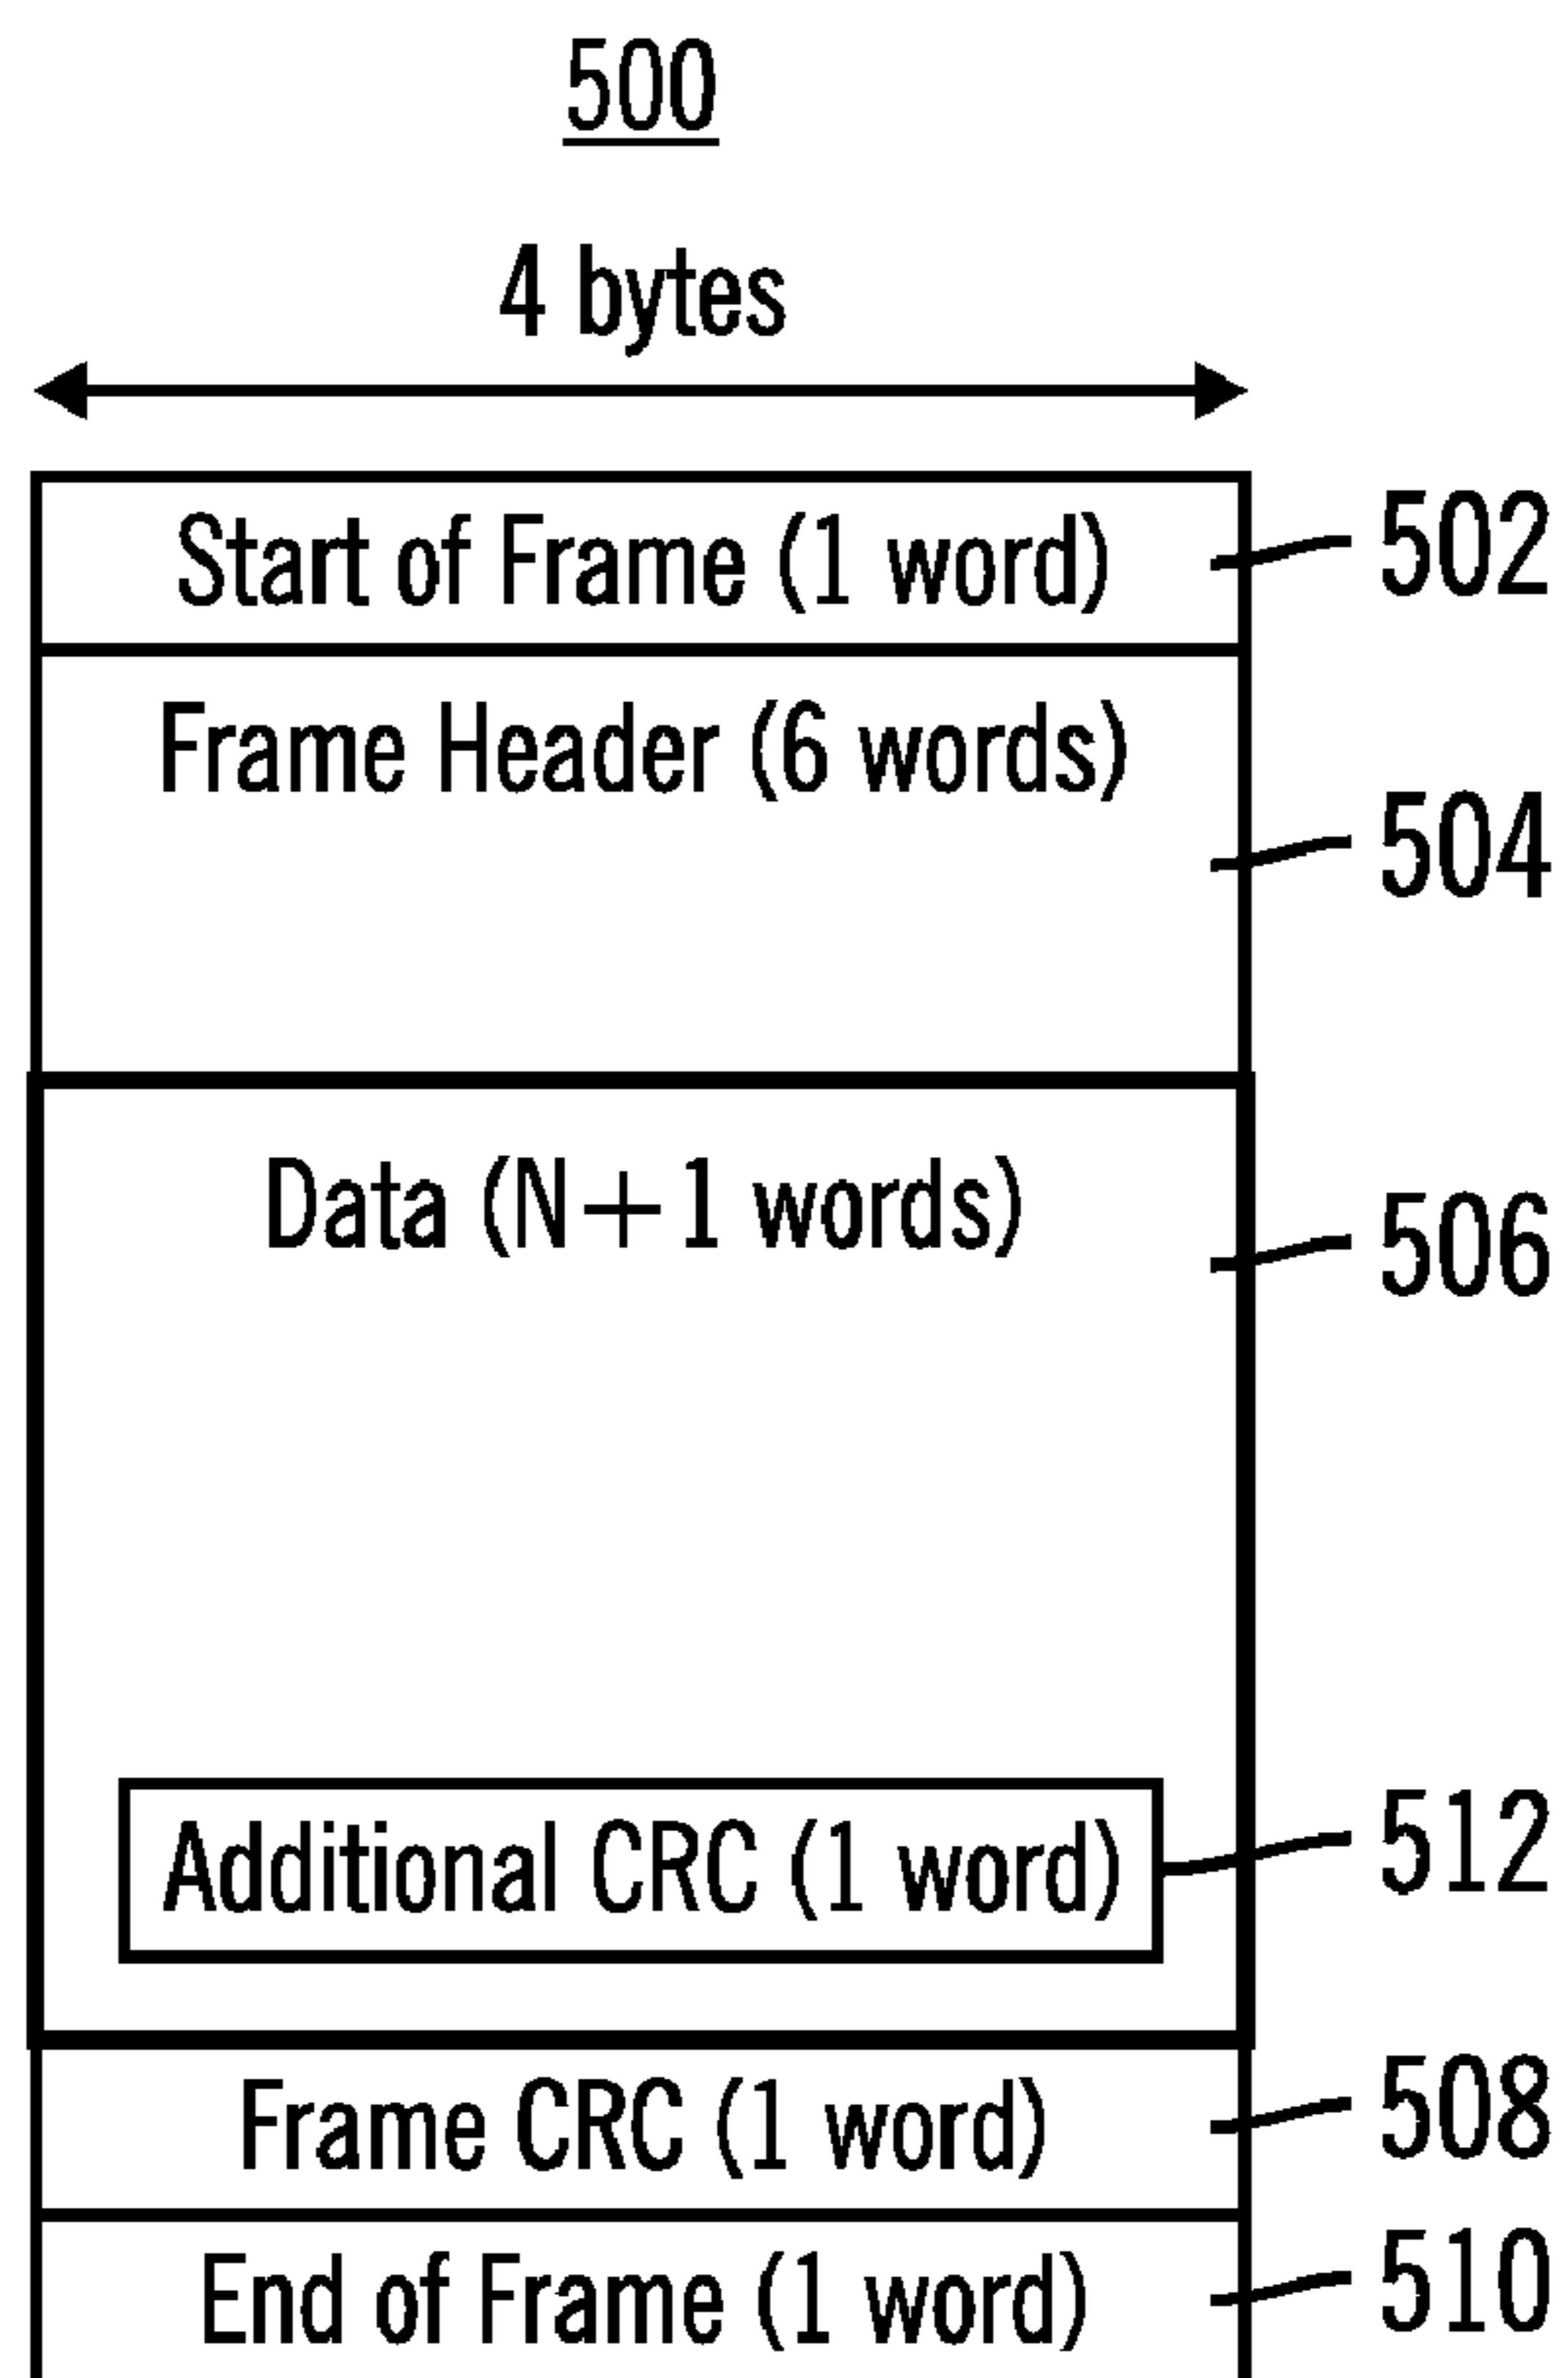 500
4 bytes
Start of Frame (1 word)
502
Frame Header (6 words)
504
Data (N+1 words)
506
Additional CRC (1 word)
512
Frame CRC (1 word)
508
End of Frame (1 word)
510